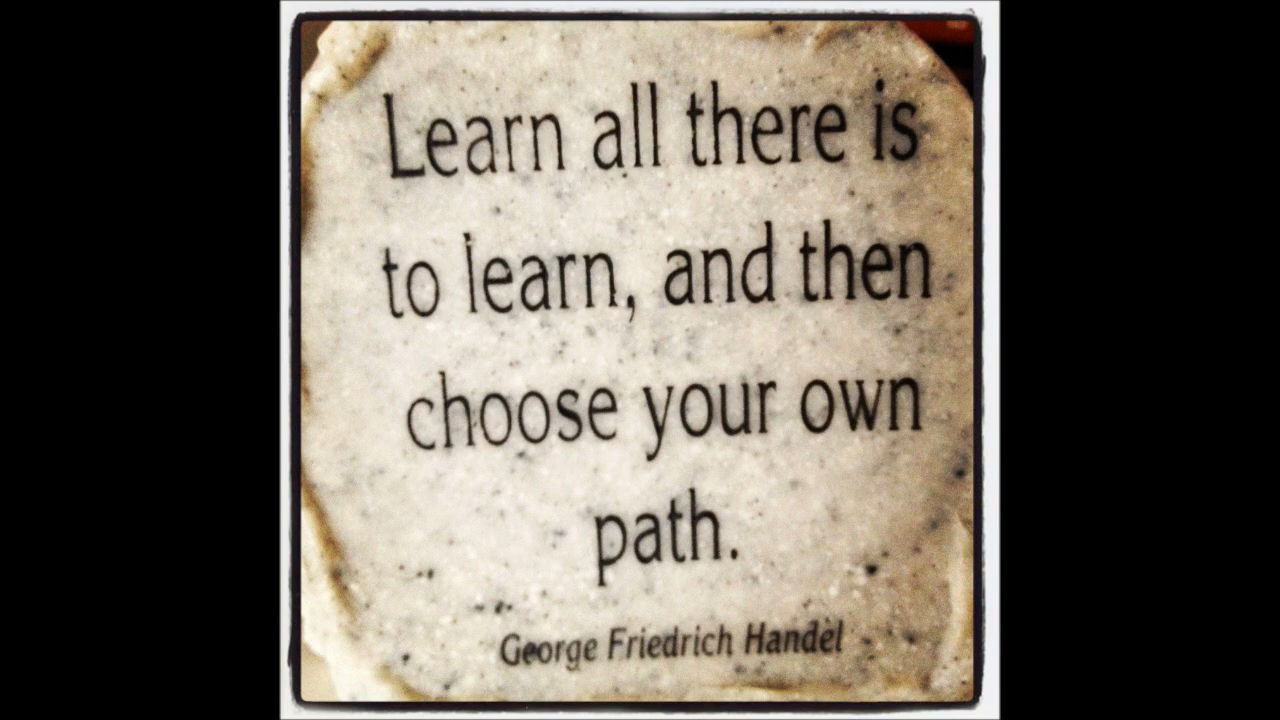 Learn all there is
to learn, and then
choose your own
path.
George Friedrich Handel